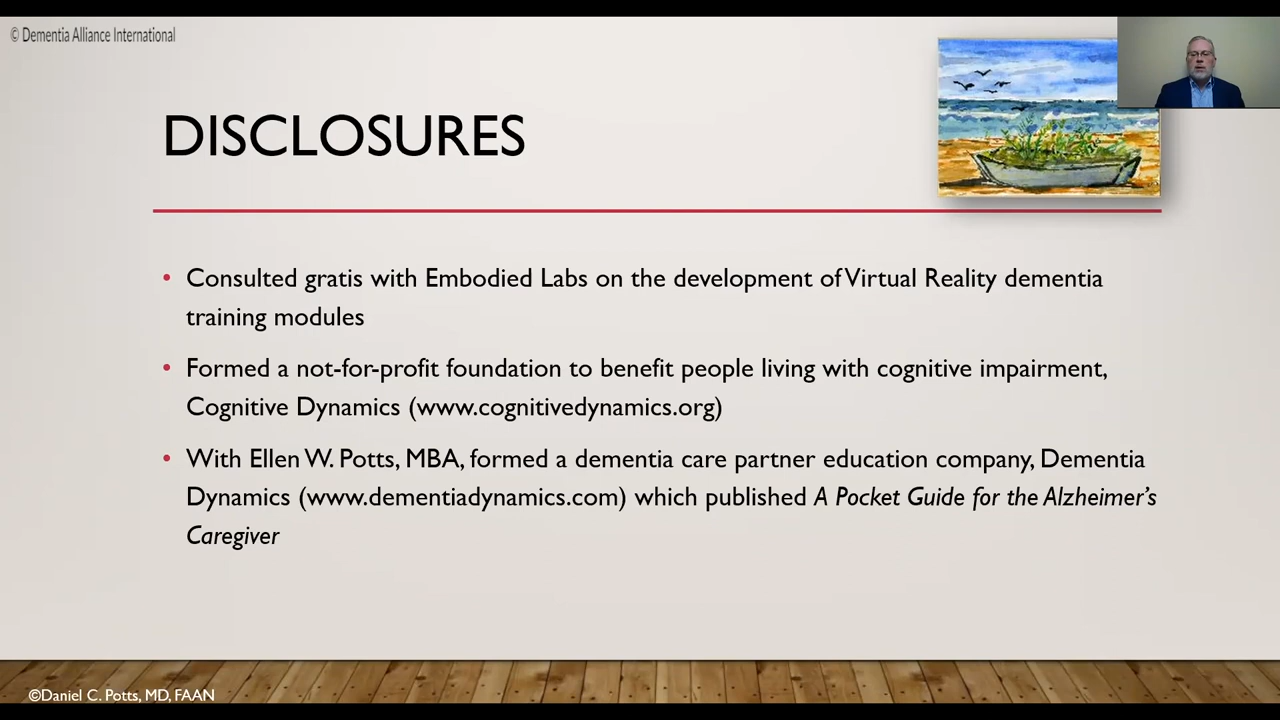 © Dementia Alliance International
DISCLOSURES
• Consulted gratis with Embodied Labs on the development of Virtual Reality dementia
training modules
• Formed a not-for-profit foundation to benefit people living with cognitive impairment,
Cognitive Dynamics (www.cognitivedynamics.org)
• With Ellen W. Potts, MBA, formed a dementia care partner education company, Dementia
Dynamics (www.dementiadynamics.com) which published A Pocket Guide for the Alzheimer’s
Caregiver
©Daniel C. Potts, MD, FAAN